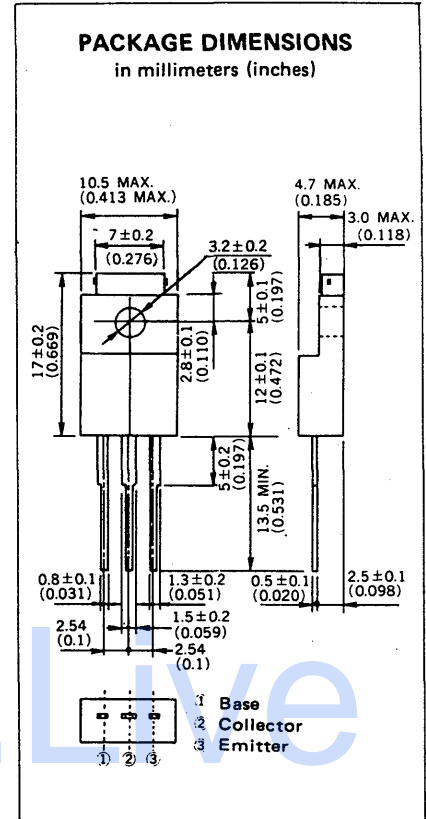 PACKAGE DIMENSIONS
in millimeters (inches)
10.5 MAX.
(0.413 MAX.)
7±0.2
(0.276)
3.2±0.2
(0.126)
4.7 MAX.
(0.185)
3.0 MAX.
(0.118)
17±0.2
(0.669)
2.8±0.1
(0.110)
5±0.1
(0.197)
12±0.1
(0.472)
5±0.2
(0.197)
13.5 MIN.
(0.531)
0.8±0.1
(0.031)
1.3±0.2
(0.051)
0.5±0.1
(0.020)
2.5±0.1
(0.098)
1.5±0.2
(0.059)
2.54
(0.1)
2.54
(0.1)
① Base
② Collector
③ Emitter
① ② ③
.Live